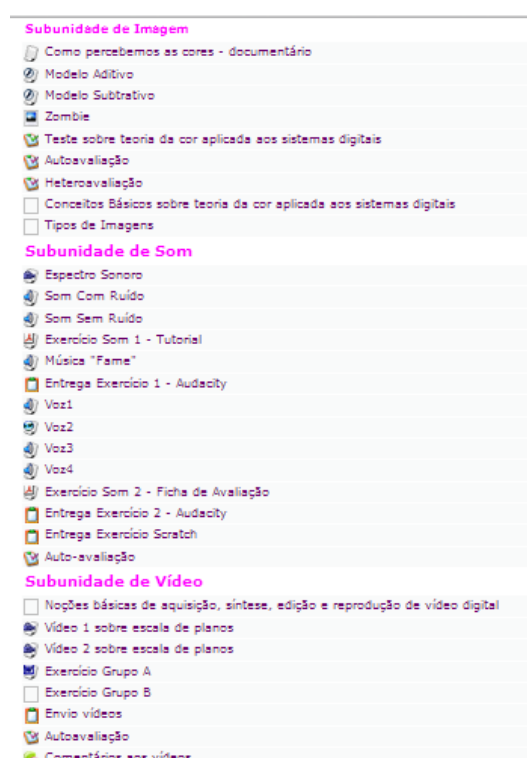 Subunidade de Imagem
Como percebemos as cores - documentário
Modelo Aditivo
Modelo Subtrativo
Zombie
Teste sobre teoria da cor aplicada aos sistemas digitais
Autoavaliação
Heteroavaliação
Conceitos Básicos sobre teoria da cor aplicada aos sistemas digitais
Tipos de Imagens
Subunidade de Som
Espectro Sonoro
Som Com Ruído
Som Sem Ruído
Exercício Som 1 - Tutorial
Música "Fame"
Entrega Exercício 1 - Audacity
Voz1
Voz2
Voz3
Voz4
Exercício Som 2 - Ficha de Avaliação
Entrega Exercício 2 - Audacity
Entrega Exercício Scratch
Auto-avaliação
Subunidade de Vídeo
Noções básicas de aquisição, síntese, edição e reprodução de vídeo digital
Vídeo 1 sobre escala de planos
Vídeo 2 sobre escala de planos
Exercício Grupo A
Exercício Grupo B
Envio vídeos
Autoavaliação
Comentários aos vídeos